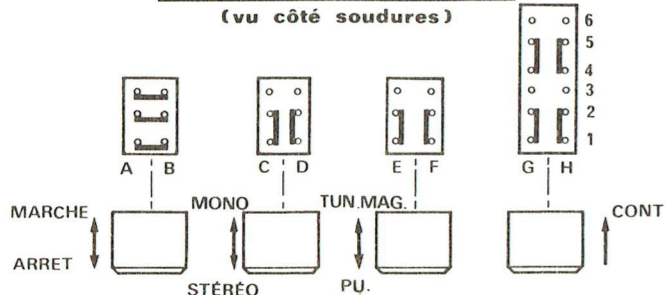 (vu côté soudures)
6
5
4
3
2
1
A B
C D
E F
G H
MARCHE
ARRET
MONO
STÉRÉO
TUN.MAG.
PU.
CONT